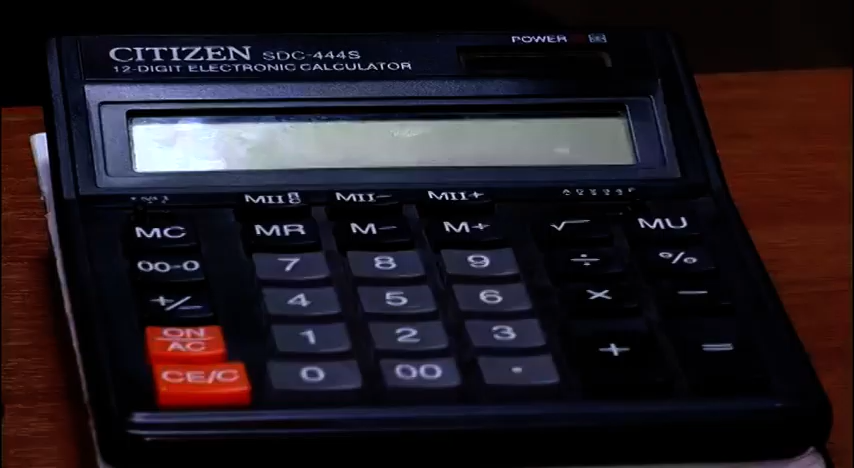 POWER
CITIZEN SDC-444S
12-DIGIT ELECTRONIC CALCULATOR
MII MII- MII+
MC MR M- M+ √ MU
00→0 7 8 9 ÷ %
+/- 4 5 6 × -
ON/AC 1 2 3 + =
CE/C 0 00 .